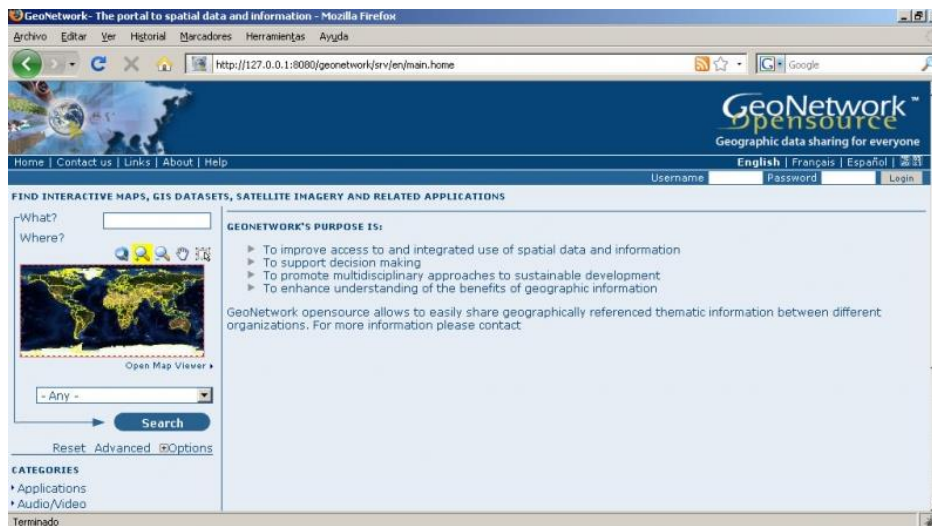 GeoNetwork- The portal to spatial data and information - Mozilla Firefox
Archivo Editar Ver Historial Marcadores Herramientas Ayuda
http://127.0.0.1:8080/geonetwork/srv/en/main.home
Google
GeoNetwork™
Opensource
Geographic data sharing for everyone
Home | Contact us | Links | About | Help
English | Français | Español |
Username Password Login
FIND INTERACTIVE MAPS, GIS DATASETS, SATELLITE IMAGERY AND RELATED APPLICATIONS
What?
Where?
Open Map Viewer
- Any -
Search
Reset Advanced Options
CATEGORIES
Applications
Audio/Video
GEONETWORK'S PURPOSE IS:
To improve access to and integrated use of spatial data and information
To support decision making
To promote multidisciplinary approaches to sustainable development
To enhance understanding of the benefits of geographic information
GeoNetwork opensource allows to easily share geographically referenced thematic information between different
organizations. For more information please contact
Terminado